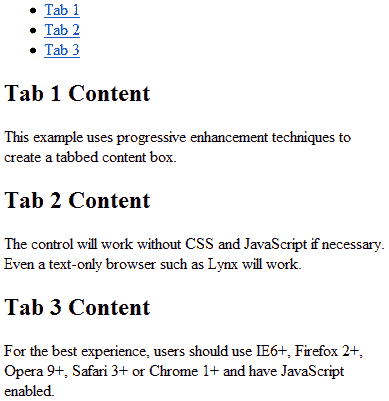 Tab 1
Tab 2
Tab 3
Tab 1 Content
This example uses progressive enhancement techniques to
create a tabbed content box.
Tab 2 Content
The control will work without CSS and JavaScript if necessary.
Even a text-only browser such as Lynx will work.
Tab 3 Content
For the best experience, users should use IE6+, Firefox 2+,
Opera 9+, Safari 3+ or Chrome 1+ and have JavaScript
enabled.